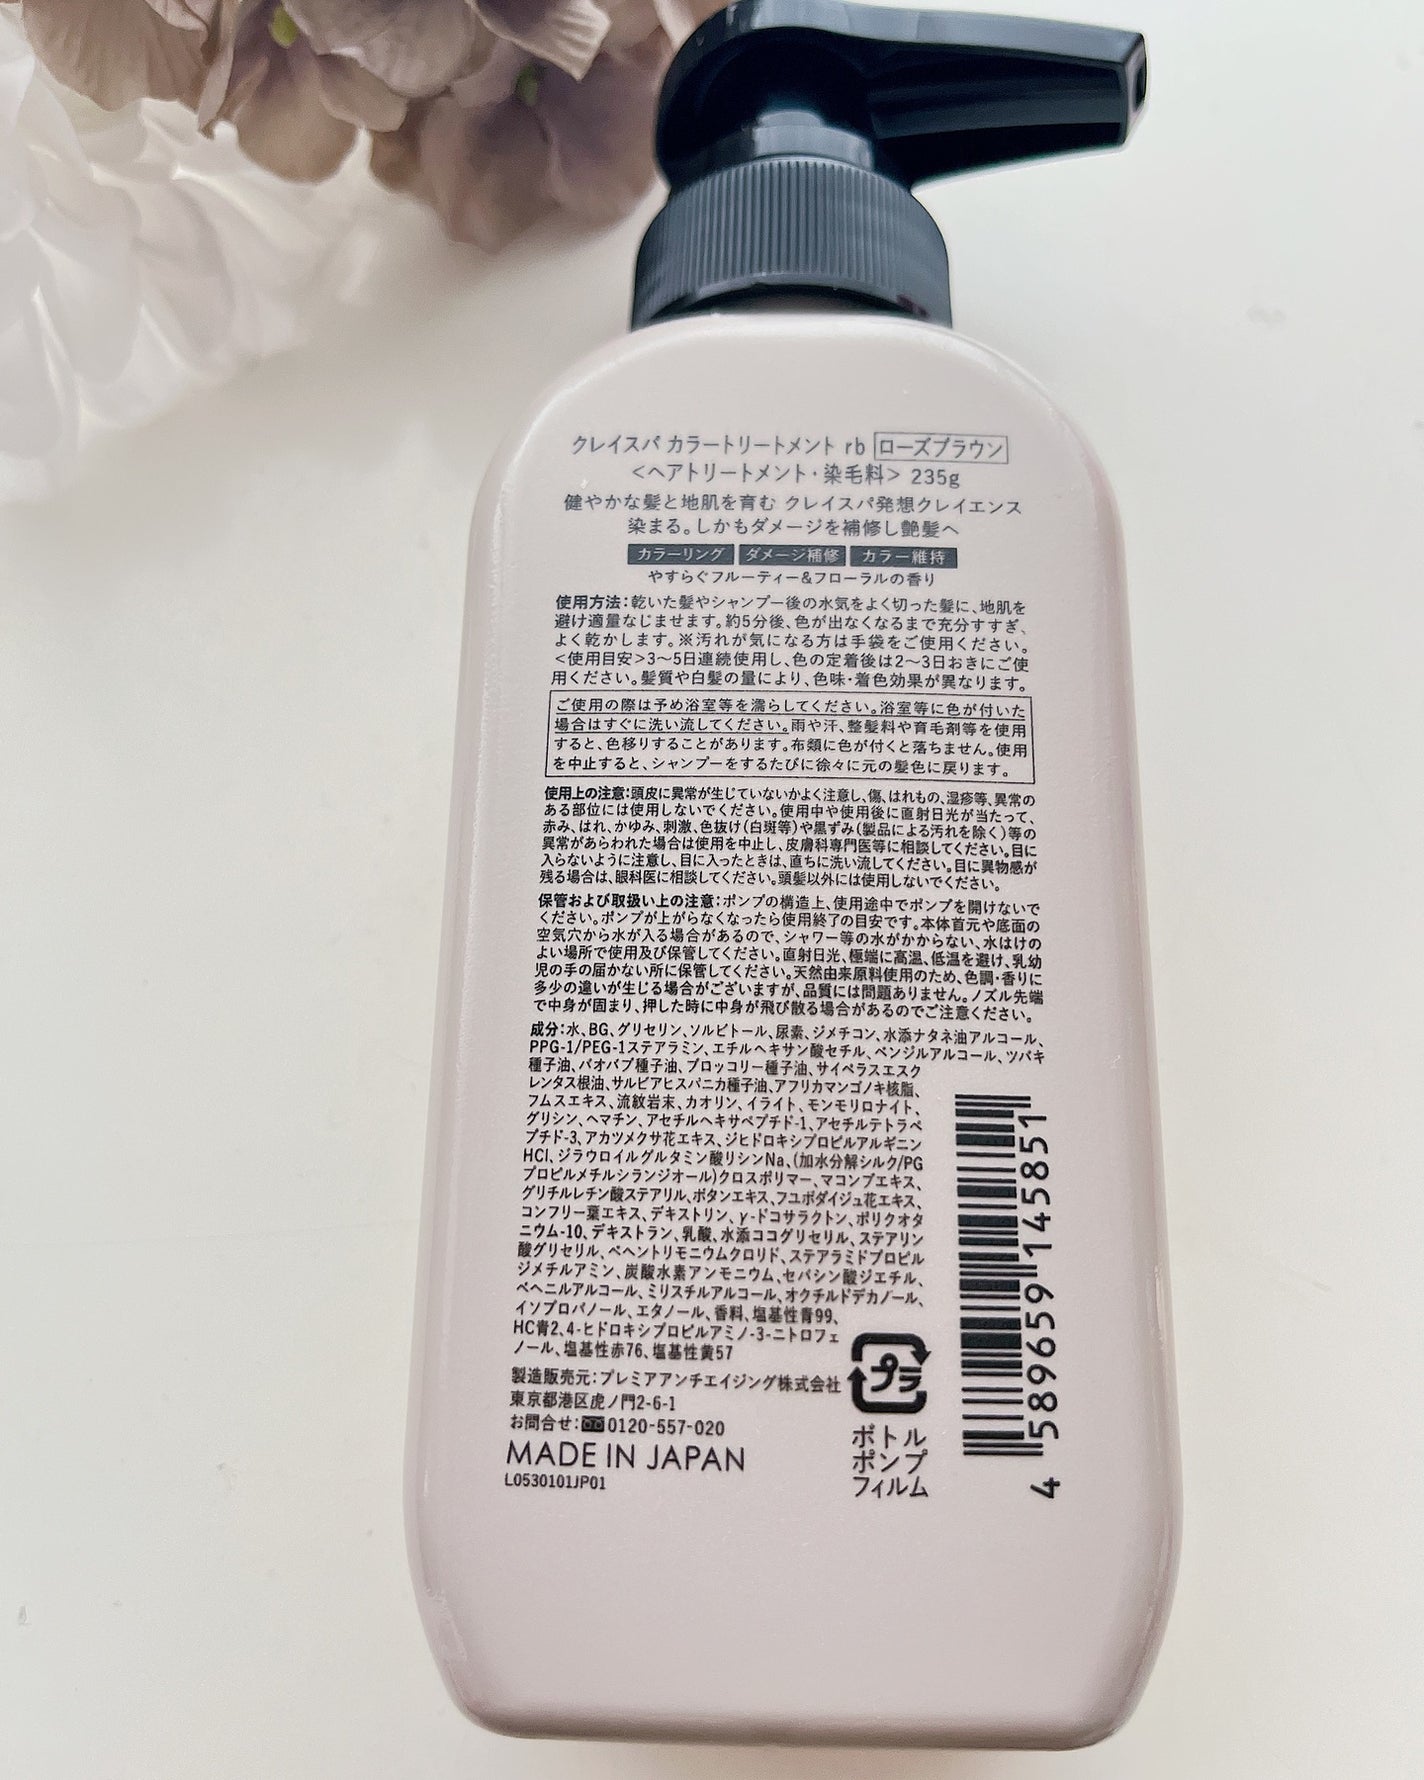 クレイスパ カラートリートメント rb ローズブラウン
<ヘアトリートメント・染毛料> 235g
健やかな髪と地肌を育む クレイスパ発想クレイエンス
染まる。しかもダメージを補修し艶髪へ
カラーリング ダメージ補修 カラー維持
やすらぐフルーティー&フローラルの香り
使用方法:乾いた髪やシャンプー後の水気をよく切った髪に、地肌を
避け適量なじませます。約5分後、色が出なくなるまで充分すすぎ、
よく乾かします。※汚れが気になる方は手袋をご使用ください。
<使用目安>3〜5日連続使用し、色の定着後は2〜3日おきにご使
用ください。髪質や白髪の量により、色味・着色効果が異なります。
ご使用の際は予め浴室等を濡らしてください。浴室等に色が付いた
場合はすぐに洗い流してください。雨や汗、整髪料や育毛剤等を使用
すると、色移りすることがあります。布類に色が付くと落ちません。使用
を中止すると、シャンプーをするたびに徐々に元の髪色に戻ります。
使用上の注意:頭皮に異常が生じていないかよく注意し、傷、はれもの、湿疹等、異常の
ある部位には使用しないでください。使用中や使用後に直射日光が当たって、
赤み、はれ、かゆみ、刺激、色抜け(白斑等)や黒ずみ(製品による汚れを除く)等の
異常があらわれた場合は使用を中止し、皮膚科専門医等に相談してください。目に
入らないように注意し、目に入ったときは、直ちに洗い流してください。目に異物感が
残る場合は、眼科医に相談してください。頭髪以外には使用しないでください。
保管および取扱い上の注意:ポンプの構造上、使用途中でポンプを開けないで
ください。ポンプが上がらなくなったら使用終了の目安です。本体首元や底面の
空気穴から水が入る場合があるので、シャワー等の水がかからない、水はけの
よい場所で使用及び保管してください。直射日光、極端に高温、低温を避け、乳幼
児の手の届かない所に保管してください。天然由来原料使用のため、色調・香りに
多少の違いが生じる場合がございますが、品質には問題ありません。ノズル先端
で中身が固まり、押した時に中身が飛び散る場合があるのでご注意ください。
成分:水、BG、グリセリン、ソルビトール、尿素、ジメチコン、水添ナタネ油アルコール、
PPG-1/PEG-1ステアラミン、エチルヘキサン酸セチル、ベンジルアルコール、ツバキ
種子油、バオバブ種子油、ブロッコリー種子油、サイペラスエスク
レンタス根油、サルビアヒスパニカ種子油、アフリカマンゴノキ核脂、
フムスエキス、流紋岩末、カオリン、イライト、モンモリロナイト、
グリシン、ヘマチン、アセチルヘキサペプチド-1、アセチルテトラペ
プチド-3、アカツメクサ花エキス、ジヒドロキシプロピルアルギニン
HCl、ジラウロイルグルタミン酸リシンNa、(加水分解シルク/PG
プロピルメチルシランジオール)クロスポリマー、マコンブエキス、
グリチルレチン酸ステアリル、ボタンエキス、フユボダイジュ花エキス、
コンフリー葉エキス、デキストリン、γ-ドコサラクトン、ポリクオタ
ニウム-10、デキストラン、乳酸、水添ココグリセリル、ステアリン
酸グリセリル、ベヘントリモニウムクロリド、ステアラミドプロピル
ジメチルアミン、炭酸水素アンモニウム、セバシン酸ジエチル、
ベヘニルアルコール、ミリスチルアルコール、オクチルドデカノール、
イソプロパノール、エタノール、香料、塩基性青99、
HC青2、4-ヒドロキシプロピルアミノ-3-ニトロフェ
ノール、塩基性赤76、塩基性黄57
製造販売元:プレミアアンチエイジング株式会社
東京都港区虎ノ門2-6-1
お問合せ:0120-557-020
MADE IN JAPAN
L0530101JP01
プラ
ボトル
ポンプ
フィルム
4 589659 145851